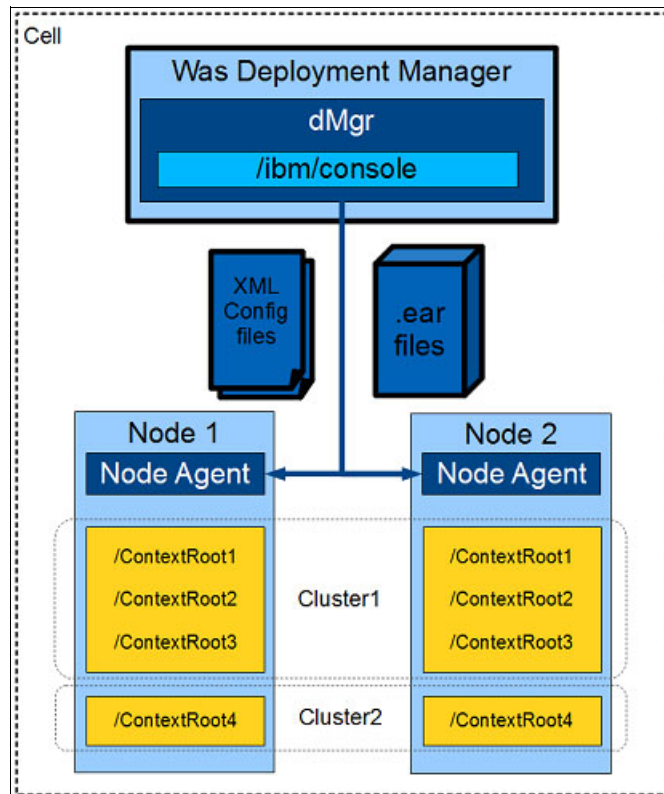 Cell
Was Deployment Manager
dMgr
/ibm/console
XML
Config
files
.ear
files
Node 1
Node Agent
/ContextRoot1
/ContextRoot2
/ContextRoot3
/ContextRoot4
Cluster1
Cluster2
Node 2
Node Agent
/ContextRoot1
/ContextRoot2
/ContextRoot3
/ContextRoot4